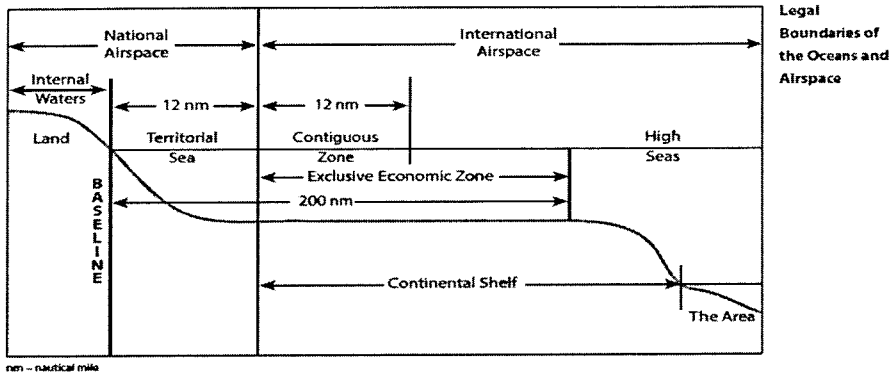 Legal
Boundaries of
the Oceans and
Airspace
National
Airspace
International
Airspace
Internal
Waters
12 nm
12 nm
Land
Territorial
Sea
Contiguous
Zone
High
Seas
Exclusive Economic Zone
200 nm
BASELINE
Continental Shelf
The Area
nm – nautical mile